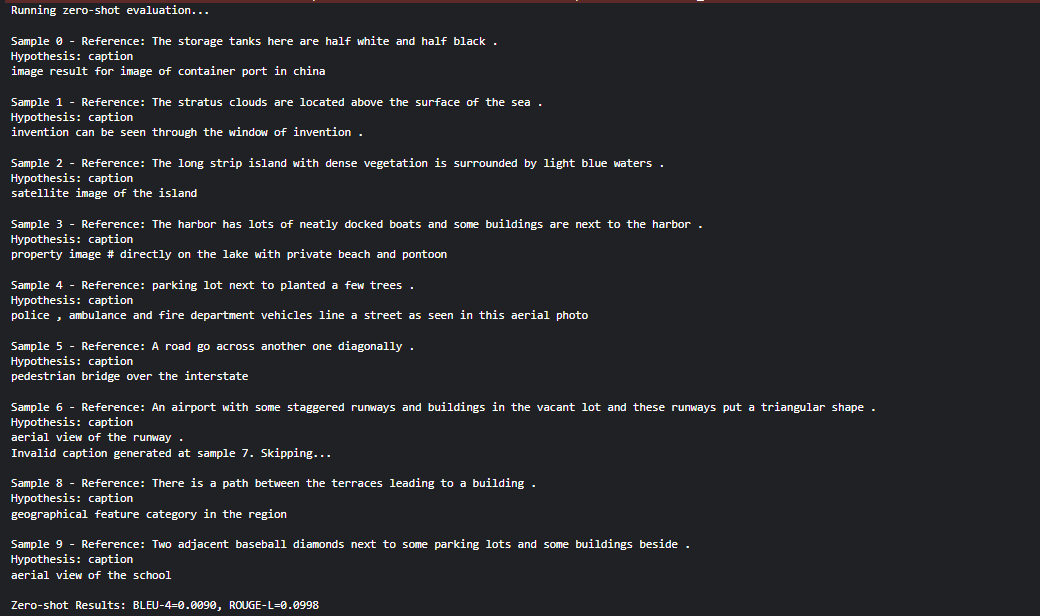 Running zero-shot evaluation...
Sample 0 - Reference: The storage tanks here are half white and half black .
Hypothesis: caption
image result for image of container port in china
Sample 1 - Reference: The stratus clouds are located above the surface of the sea .
Hypothesis: caption
invention can be seen through the window of invention .
Sample 2 - Reference: The long strip island with dense vegetation is surrounded by light blue waters .
Hypothesis: caption
satellite image of the island
Sample 3 - Reference: The harbor has lots of neatly docked boats and some buildings are next to the harbor .
Hypothesis: caption
property image # directly on the lake with private beach and pontoon
Sample 4 - Reference: parking lot next to planted a few trees .
Hypothesis: caption
police , ambulance and fire department vehicles line a street as seen in this aerial photo
Sample 5 - Reference: A road go across another one diagonally .
Hypothesis: caption
pedestrian bridge over the interstate
Sample 6 - Reference: An airport with some staggered runways and buildings in the vacant lot and these runways put a triangular shape .
Hypothesis: caption
aerial view of the runway .
Invalid caption generated at sample 7. Skipping...
Sample 8 - Reference: There is a path between the terraces leading to a building .
Hypothesis: caption
geographical feature category in the region
Sample 9 - Reference: Two adjacent baseball diamonds next to some parking lots and some buildings beside .
Hypothesis: caption
aerial view of the school
Zero-shot Results: BLEU-4=0.0090, ROUGE-L=0.0998